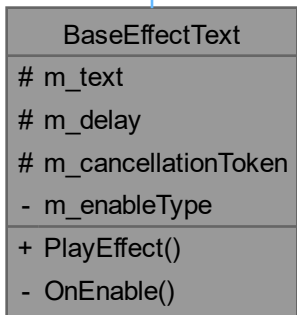 BaseEffectText
# m_text
# m_delay
# m_cancellationToken
- m_enableType
+ PlayEffect()
- OnEnable()